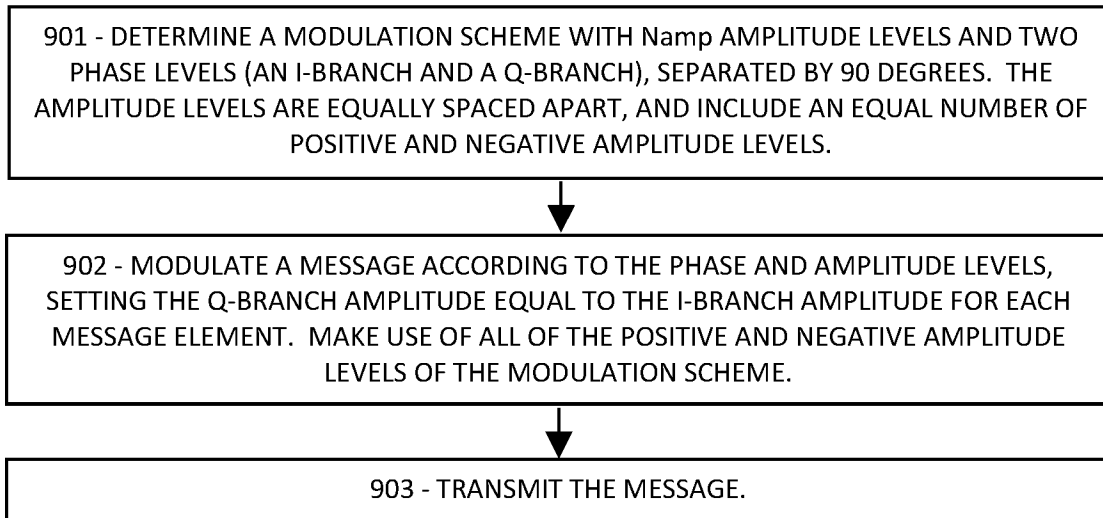 901 - DETERMINE A MODULATION SCHEME WITH Namp AMPLITUDE LEVELS AND TWO
PHASE LEVELS (AN I-BRANCH AND A Q-BRANCH), SEPARATED BY 90 DEGREES. THE
AMPLITUDE LEVELS ARE EQUALLY SPACED APART, AND INCLUDE AN EQUAL NUMBER OF
POSITIVE AND NEGATIVE AMPLITUDE LEVELS.
902 - MODULATE A MESSAGE ACCORDING TO THE PHASE AND AMPLITUDE LEVELS,
SETTING THE Q-BRANCH AMPLITUDE EQUAL TO THE I-BRANCH AMPLITUDE FOR EACH
MESSAGE ELEMENT. MAKE USE OF ALL OF THE POSITIVE AND NEGATIVE AMPLITUDE
LEVELS OF THE MODULATION SCHEME.
903 - TRANSMIT THE MESSAGE.